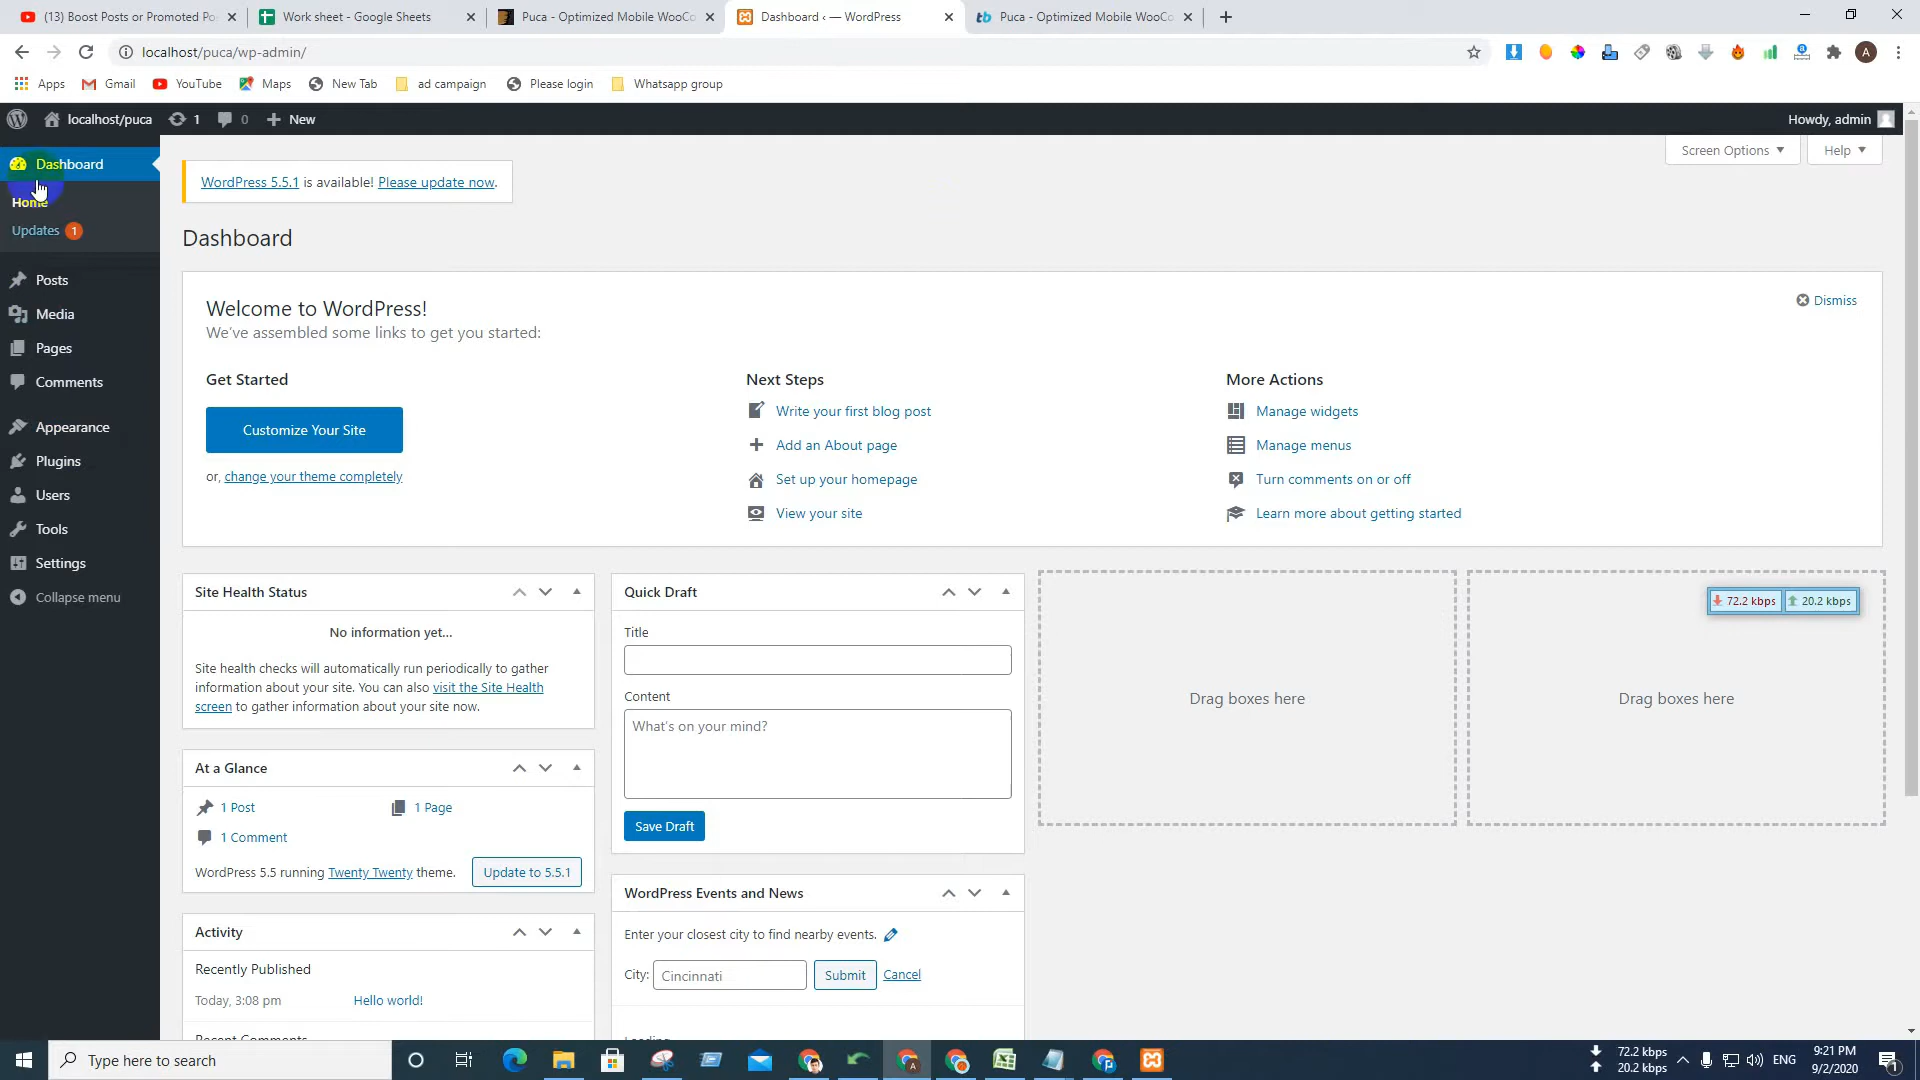 (13) Boost Posts or Promoted Po
Work sheet - Google Sheets
Puca - Optimized Mobile WooCo
Dashboard ‹ — WordPress
Puca - Optimized Mobile WooCo
localhost/puca/wp-admin/
Apps
Gmail
YouTube
Maps
New Tab
ad campaign
Please login
Whatsapp group
localhost/puca
1
0
New
Howdy, admin
Dashboard
Home
Updates 1
Posts
Media
Pages
Comments
Appearance
Plugins
Users
Tools
Settings
Collapse menu
Screen Options
Help
WordPress 5.5.1 is available! Please update now.
Dashboard
Welcome to WordPress!
We've assembled some links to get you started:
Dismiss
Get Started
Customize Your Site
or, change your theme completely
Next Steps
Write your first blog post
Add an About page
Set up your homepage
View your site
More Actions
Manage widgets
Manage menus
Turn comments on or off
Learn more about getting started
Site Health Status
No information yet...
Site health checks will automatically run periodically to gather
information about your site. You can also visit the Site Health
screen to gather information about your site now.
At a Glance
1 Post
1 Page
1 Comment
WordPress 5.5 running Twenty Twenty theme.
Update to 5.5.1
Activity
Recently Published
Today, 3:08 pm
Hello world!
Recent Comments
Quick Draft
Title
Content
What's on your mind?
Save Draft
WordPress Events and News
Enter your closest city to find nearby events.
City:
Cincinnati
Submit
Cancel
Loading
Drag boxes here
Drag boxes here
72.2 kbps
20.2 kbps
Type here to search
72.2 kbps
20.2 kbps
ENG
9:21 PM
9/2/2020
1